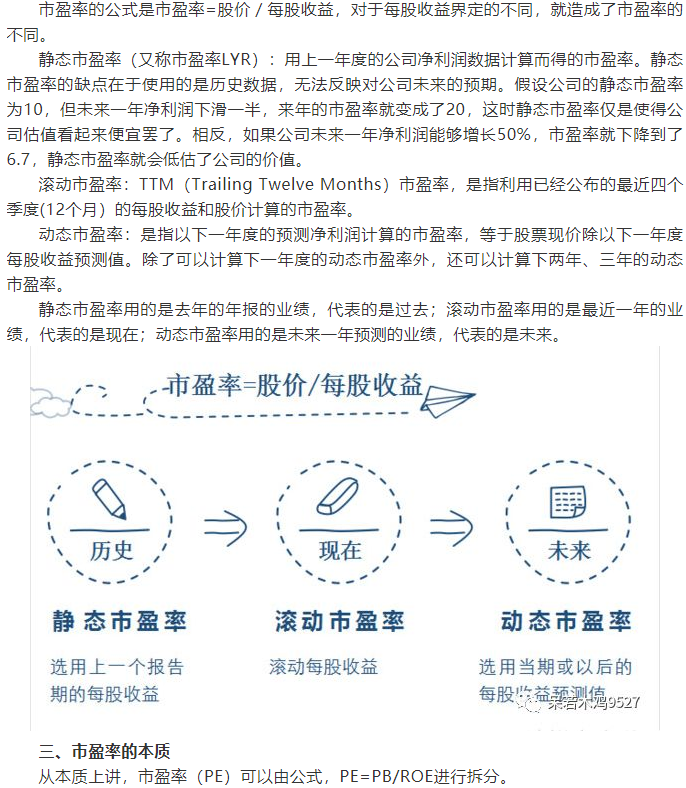 市盈率的公式是市盈率=股价／每股收益，对于每股收益界定的不同，就造成了市盈率的
不同。
静态市盈率（又称市盈率LYR）：用上一年度的公司净利润数据计算而得的市盈率。静态
市盈率的缺点在于使用的是历史数据，无法反映对公司未来的预期。假设公司的静态市盈率
为10，但未来一年净利润下滑一半，来年的市盈率就变成了20，这时静态市盈率仅是使得公
司估值看起来便宜罢了。相反，如果公司未来一年净利润能够增长50%，市盈率就下降到了
6.7，静态市盈率就会低估了公司的价值。
滚动市盈率：TTM（Trailing Twelve Months）市盈率，是指利用已经公布的最近四个
季度(12个月）的每股收益和股价计算的市盈率。
动态市盈率：是指以下一年度的预测净利润计算的市盈率，等于股票现价除以下一年度
每股收益预测值。除了可以计算下一年度的动态市盈率外，还可以计算下两年、三年的动态
市盈率。
静态市盈率用的是去年的年报的业绩，代表的是过去；滚动市盈率用的是最近一年的业
绩，代表的是现在；动态市盈率用的是未来一年预测的业绩，代表的是未来。
市盈率=股价/每股收益
历史
现在
未来
静态市盈率
滚动市盈率
动态市盈率
选用上一个报告
期的每股收益
滚动每股收益
选用当期或以后的
每股收益预测值
呆若木鸡9527
三、市盈率的本质
从本质上讲，市盈率（PE）可以由公式，PE=PB/ROE进行拆分。